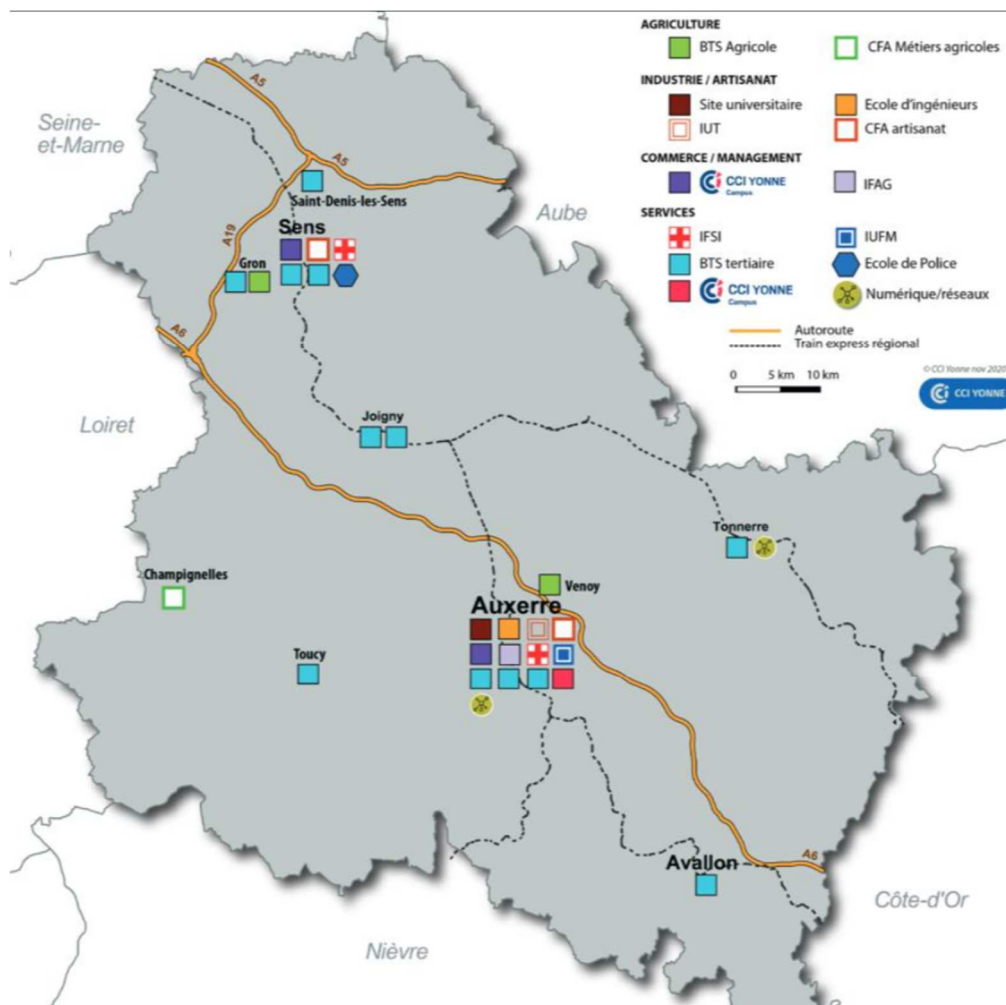 AGRICULTURE
BTS Agricole
CFA Métiers agricoles
INDUSTRIE / ARTISANAT
Site universitaire
Ecole d'ingénieurs
IUT
CFA artisanat
COMMERCE / MANAGEMENT
CCI YONNE
Campus
IFAG
SERVICES
IFSI
IUFM
BTS tertiaire
Ecole de Police
CCI YONNE
Campus
Numérique/réseaux
Autoroute
Train express régional
0 5 km 10 km
© CCI Yonne nov 2020
CCI YONNE
A5
Seine-
et-Marne
A5
Saint-Denis-les-Sens
Aube
Sens
A19
Gron
A6
Loiret
Joigny
Tonnerre
Champignelles
Venoy
Auxerre
Toucy
Avallon
A6
Côte-d'Or
Nièvre